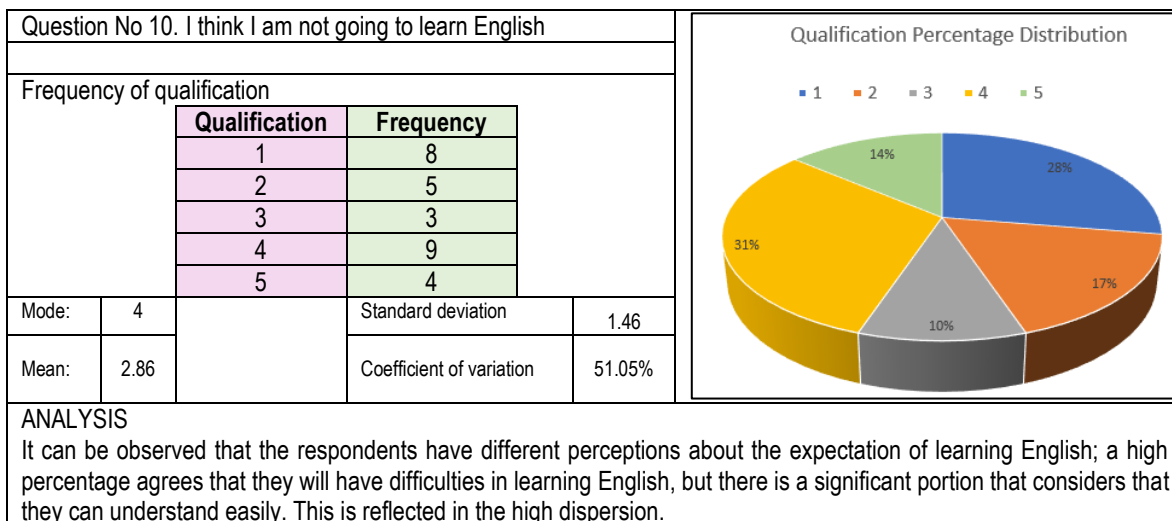 Question No 10. I think I am not going to learn English
Frequency of qualification
Qualification Frequency
1 8
2 5
3 3
4 9
5 4
Mode: 4 Standard deviation 1.46
Mean: 2.86 Coefficient of variation 51.05%
Qualification Percentage Distribution
1 2 3 4 5
14%
28%
31%
17%
10%
ANALYSIS
It can be observed that the respondents have different perceptions about the expectation of learning English; a high
percentage agrees that they will have difficulties in learning English, but there is a significant portion that considers that
they can understand easily. This is reflected in the high dispersion.